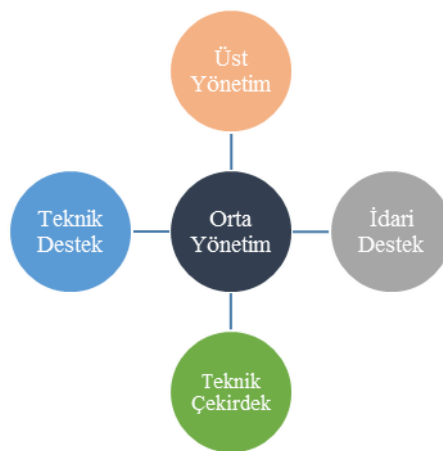 Üst
Yönetim
Teknik
Destek
Orta
Yönetim
İdari
Destek
Teknik
Çekirdek